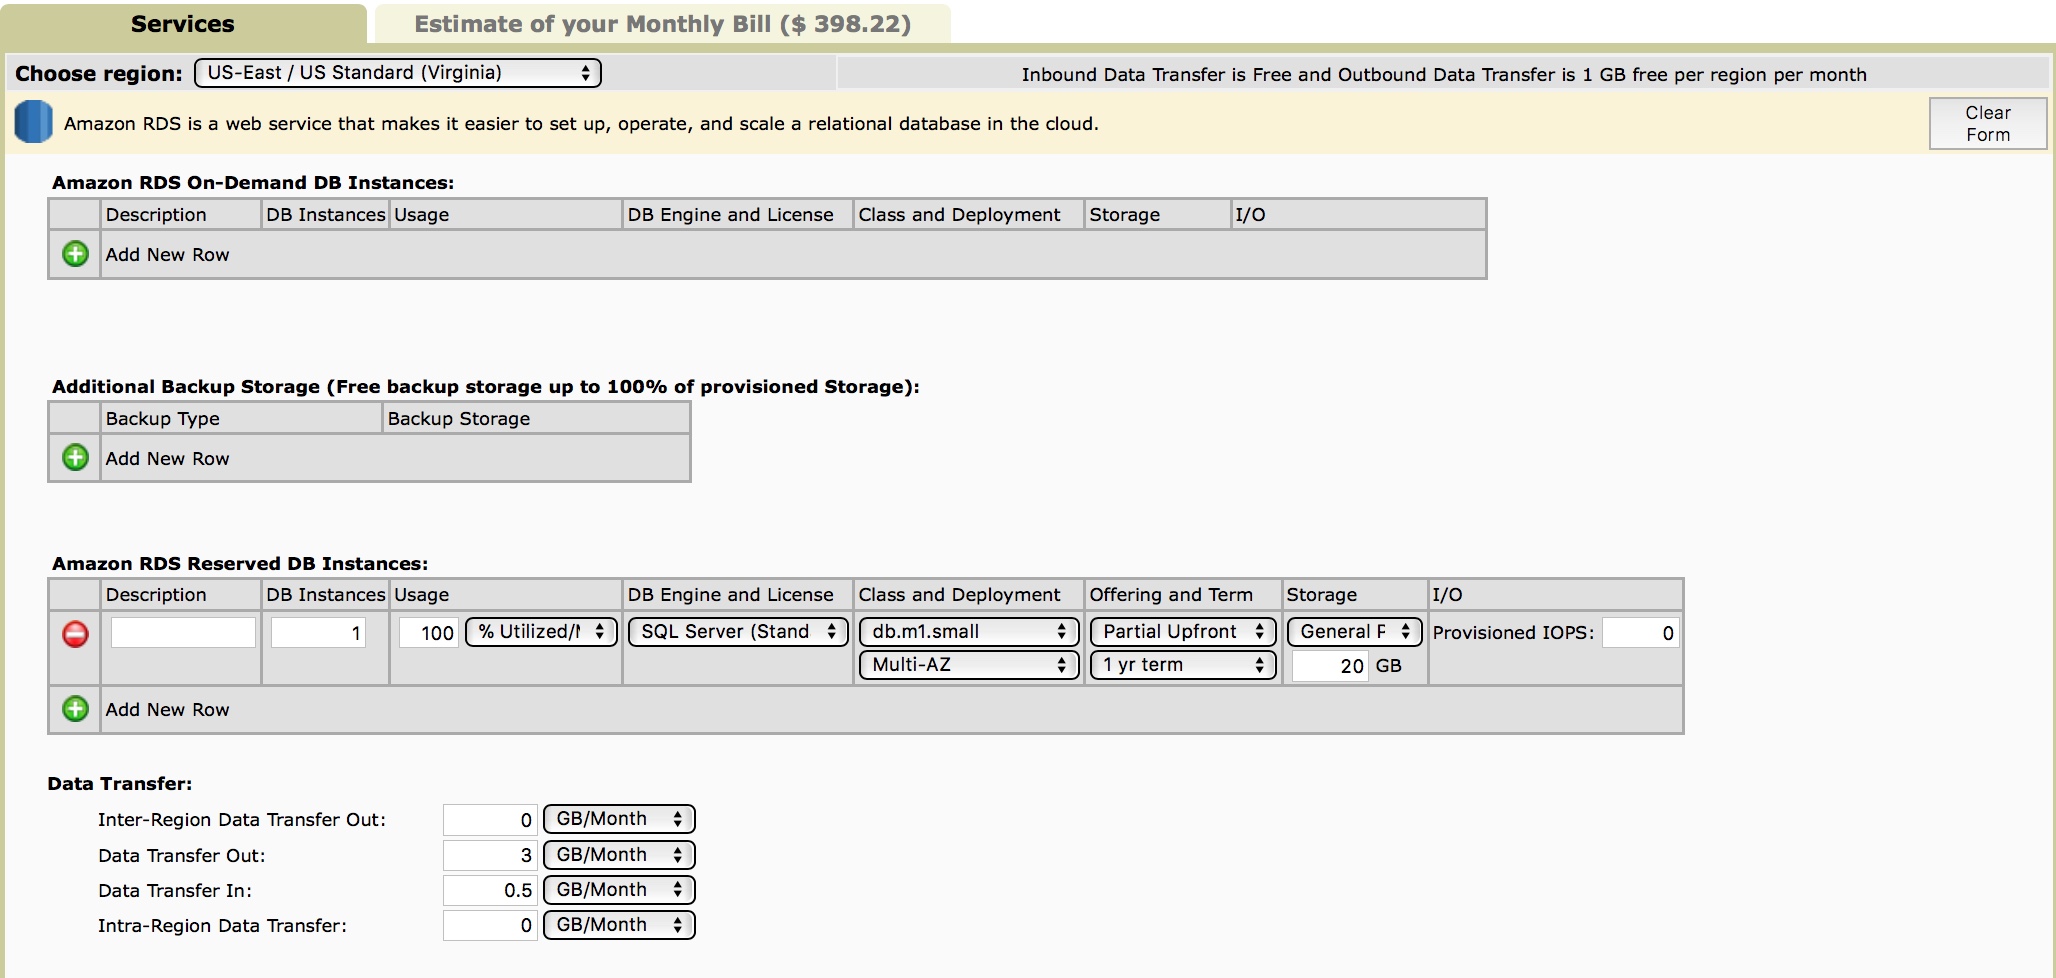 Services
Estimate of your Monthly Bill ($ 398.22)
Choose region: US-East / US Standard (Virginia)
Inbound Data Transfer is Free and Outbound Data Transfer is 1 GB free per region per month
Amazon RDS is a web service that makes it easier to set up, operate, and scale a relational database in the cloud.
Clear
Form
Amazon RDS On-Demand DB Instances:
Description DB Instances Usage DB Engine and License Class and Deployment Storage I/O
Add New Row
Additional Backup Storage (Free backup storage up to 100% of provisioned Storage):
Backup Type Backup Storage
Add New Row
Amazon RDS Reserved DB Instances:
Description DB Instances Usage DB Engine and License Class and Deployment Offering and Term Storage I/O
1 100 % Utilized/M SQL Server (Stand db.m1.small Partial Upfront General P Provisioned IOPS: 0
Multi-AZ 1 yr term 20 GB
Add New Row
Data Transfer:
Inter-Region Data Transfer Out: 0 GB/Month
Data Transfer Out: 3 GB/Month
Data Transfer In: 0.5 GB/Month
Intra-Region Data Transfer: 0 GB/Month